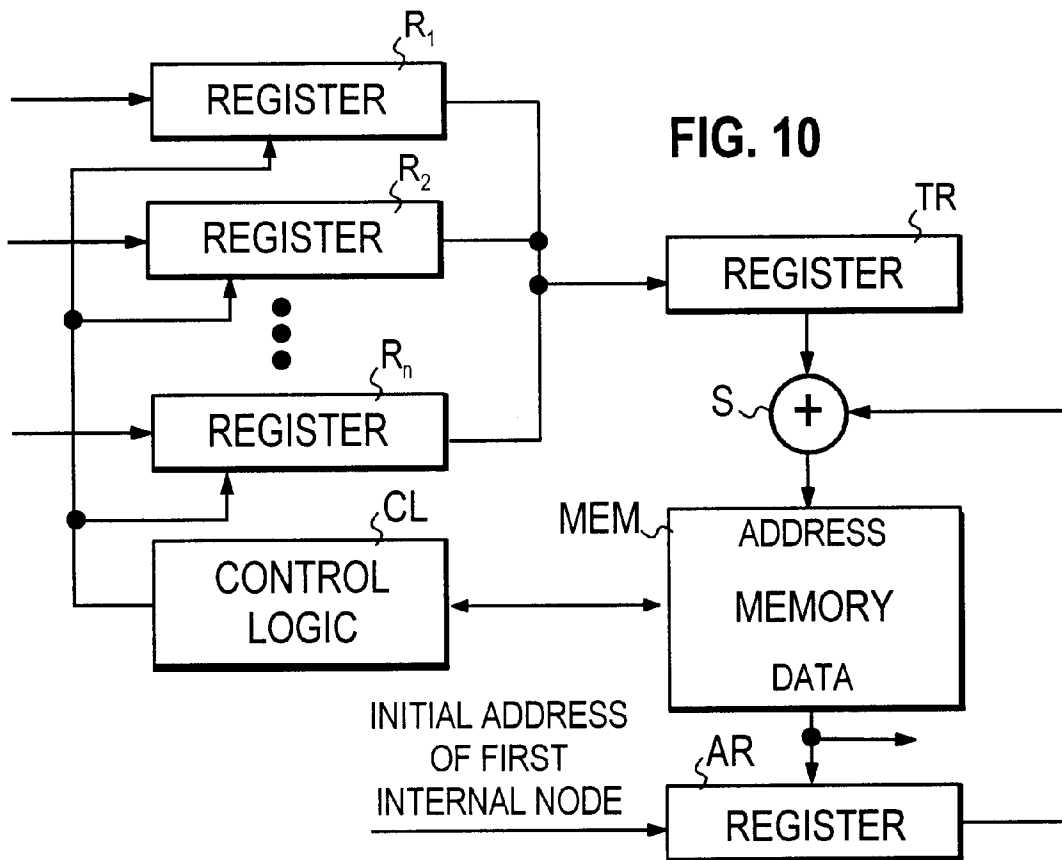 R1
REGISTER
FIG. 10
R2
REGISTER
TR
REGISTER
Rn
REGISTER
S
+
CL
CONTROL
LOGIC
MEM
ADDRESS
MEMORY
DATA
INITIAL ADDRESS
OF FIRST
INTERNAL NODE
AR
REGISTER